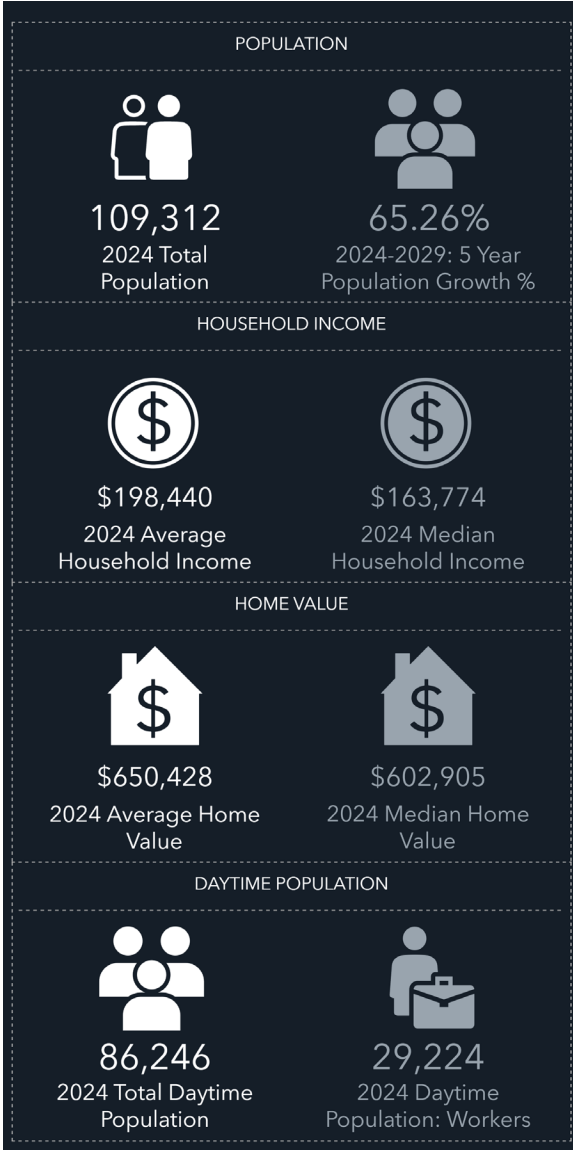 POPULATION
109,312
2024 Total
Population
65.26%
2024-2029: 5 Year
Population Growth %
HOUSEHOLD INCOME
$
$198,440
2024 Average
Household Income
$
$163,774
2024 Median
Household Income
HOME VALUE
$
$650,428
2024 Average Home
Value
$
$602,905
2024 Median Home
Value
DAYTIME POPULATION
86,246
2024 Total Daytime
Population
29,224
2024 Daytime
Population: Workers